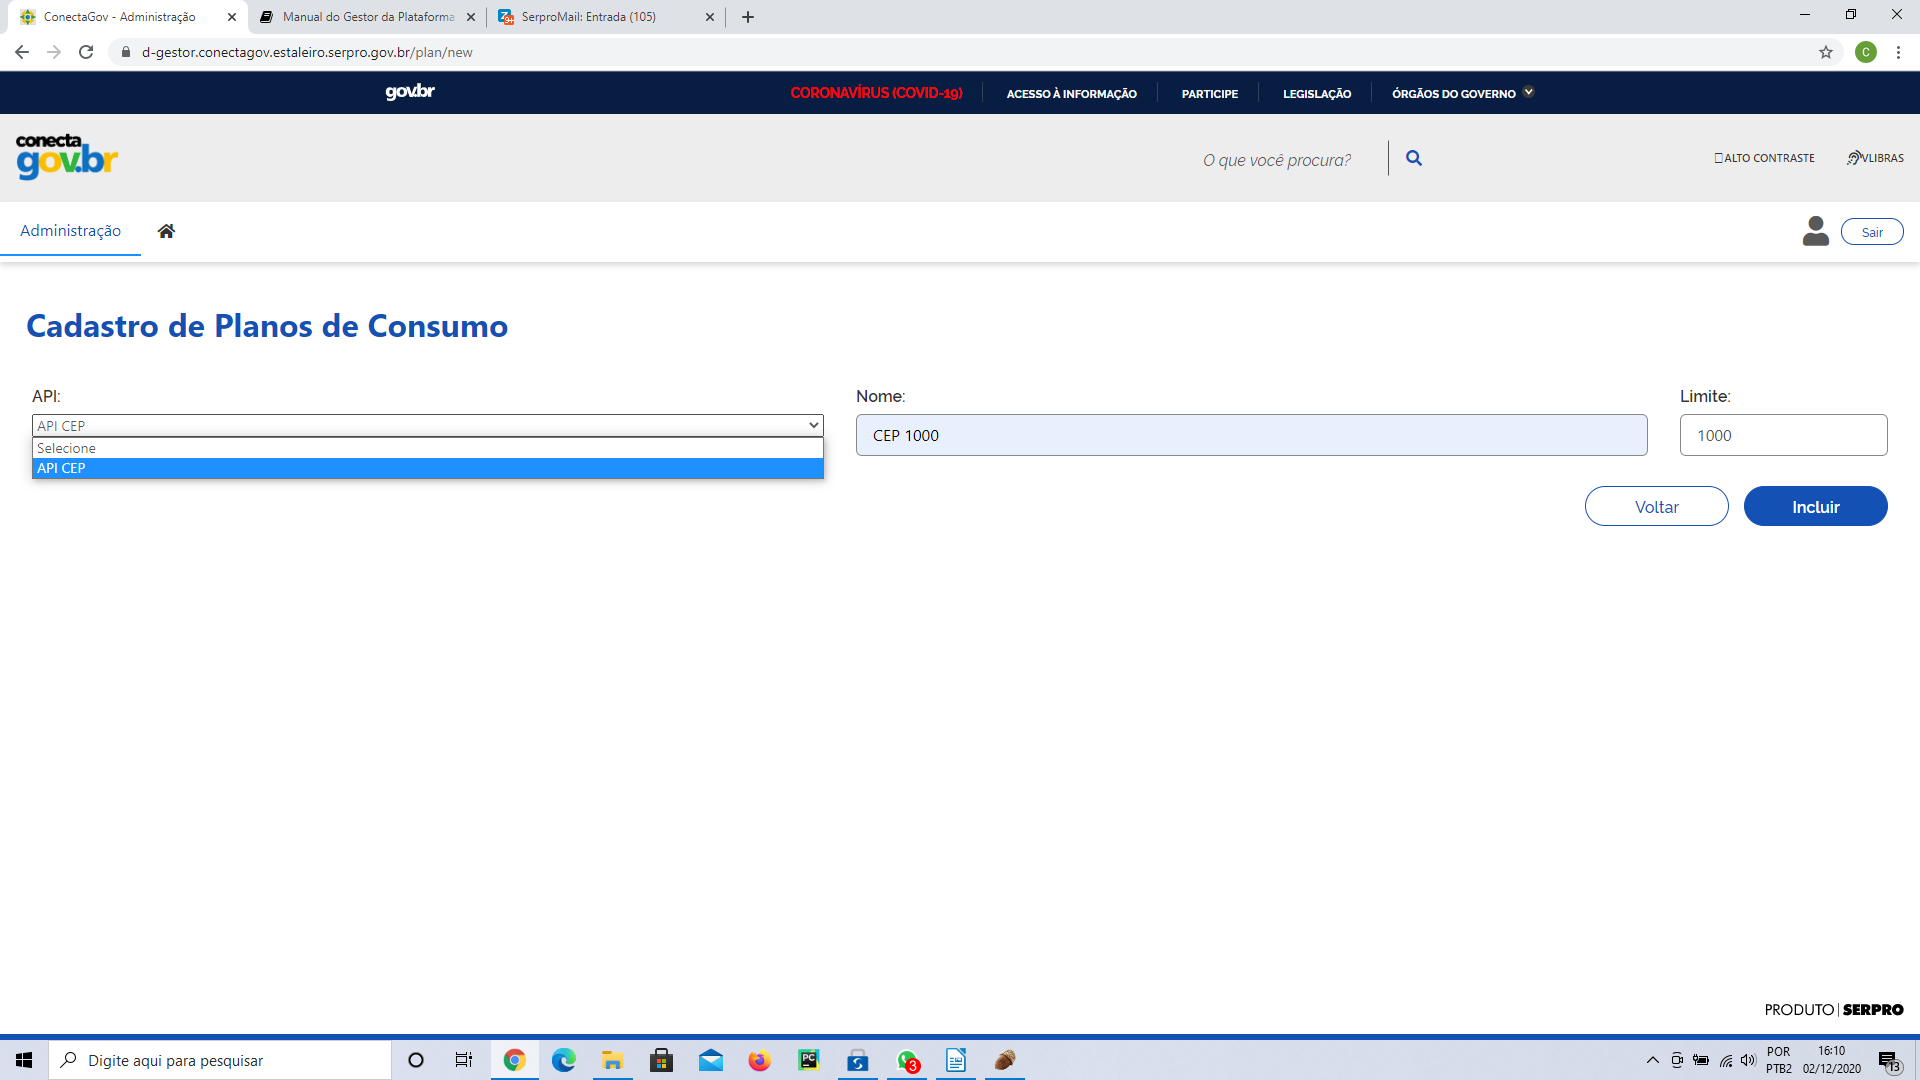 ConectaGov - Administração
Manual do Gestor da Plataforma
SerproMail: Entrada (105)
d-gestor.conectagov.estaleiro.serpro.gov.br/plan/new
C
gov.br
CORONAVÍRUS (COVID-19)
ACESSO À INFORMAÇÃO
PARTICIPE
LEGISLAÇÃO
ÓRGÃOS DO GOVERNO
conecta
gov.br
O que você procura?
ALTO CONTRASTE
VLIBRAS
Administração
Sair
Cadastro de Planos de Consumo
API:
Nome:
Limite:
API CEP
CEP 1000
1000
Selecione
API CEP
Voltar
Incluir
PRODUTO | SERPRO
Digite aqui para pesquisar
3
POR
PTB2
16:10
02/12/2020
13